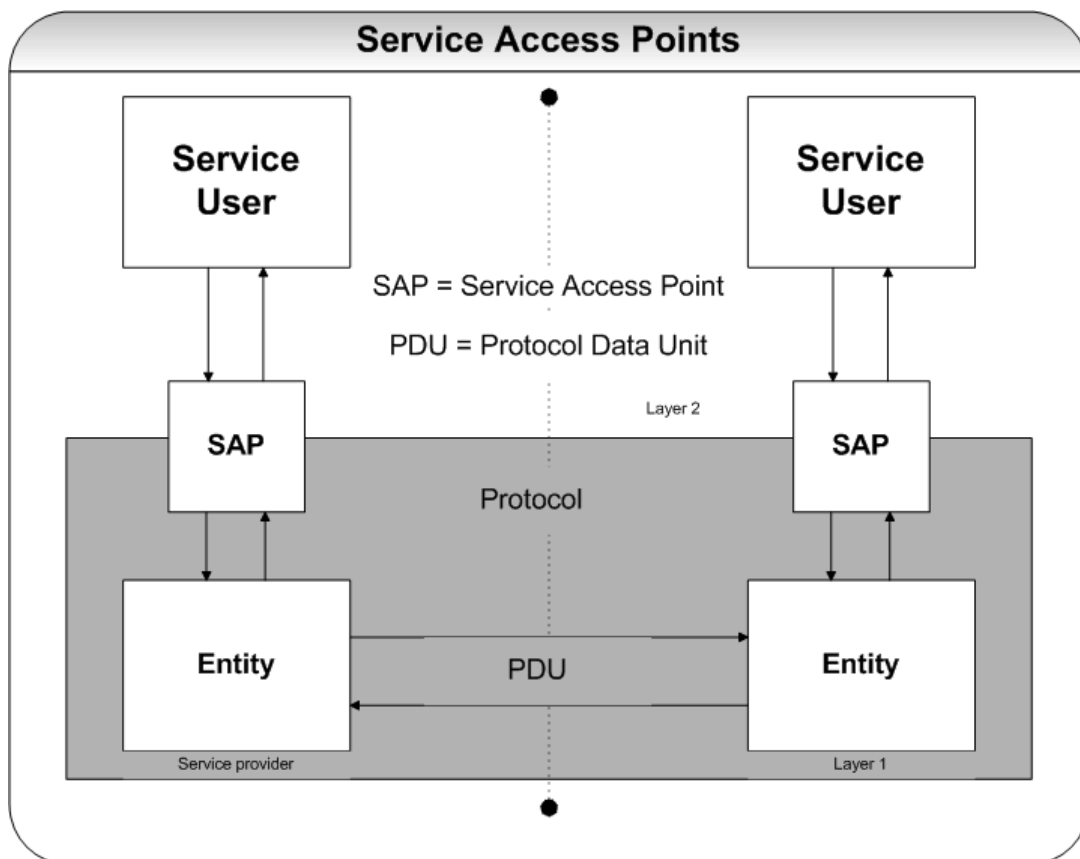 Service Access Points
Service
User
Service
User
SAP = Service Access Point
PDU = Protocol Data Unit
Layer 2
SAP
SAP
Protocol
Entity
PDU
Entity
Service provider
Layer 1